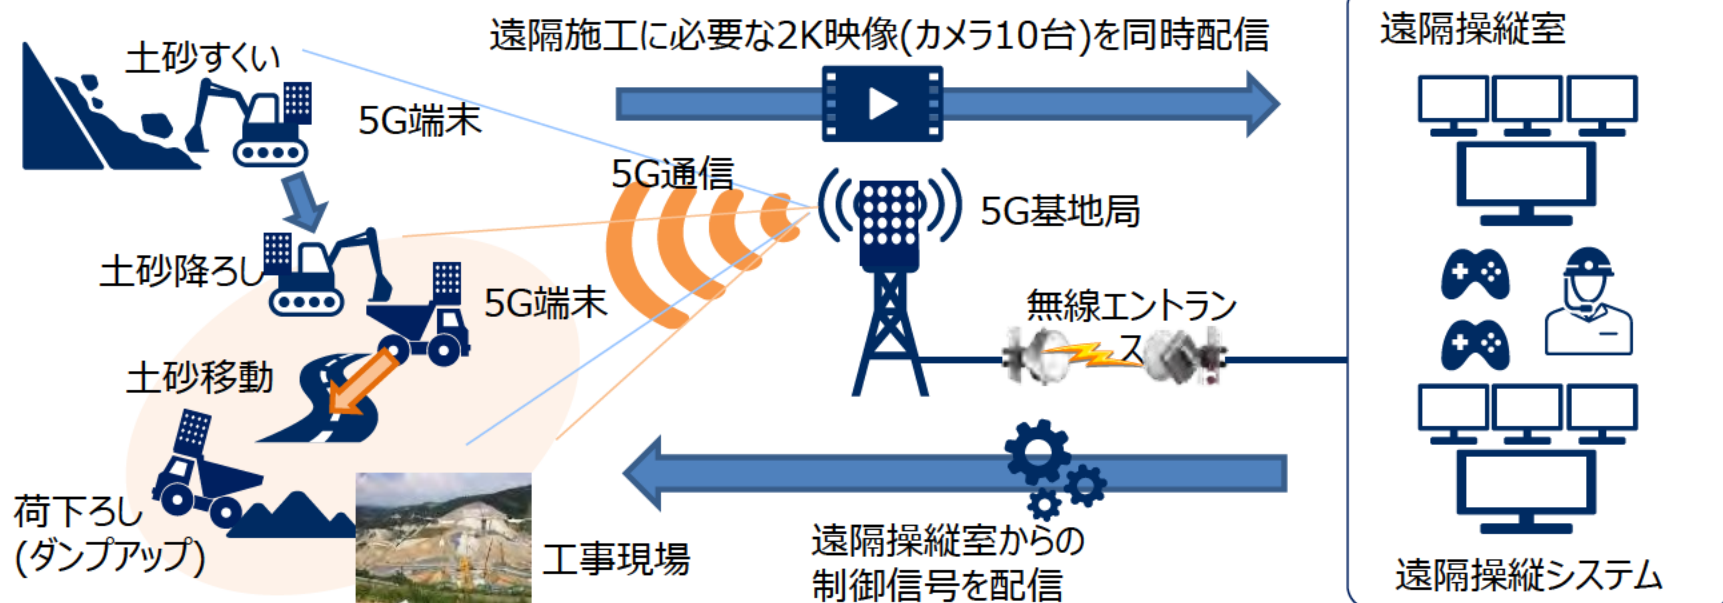 遠隔施工に必要な2K映像(カメラ10台)を同時配信
遠隔操縦室
土砂すくい
5G端末
5G通信
5G基地局
土砂降ろし
5G端末
無線エントラン
ス
土砂移動
荷下ろし
(ダンプアップ)
工事現場
遠隔操縦室からの
制御信号を配信
遠隔操縦システム